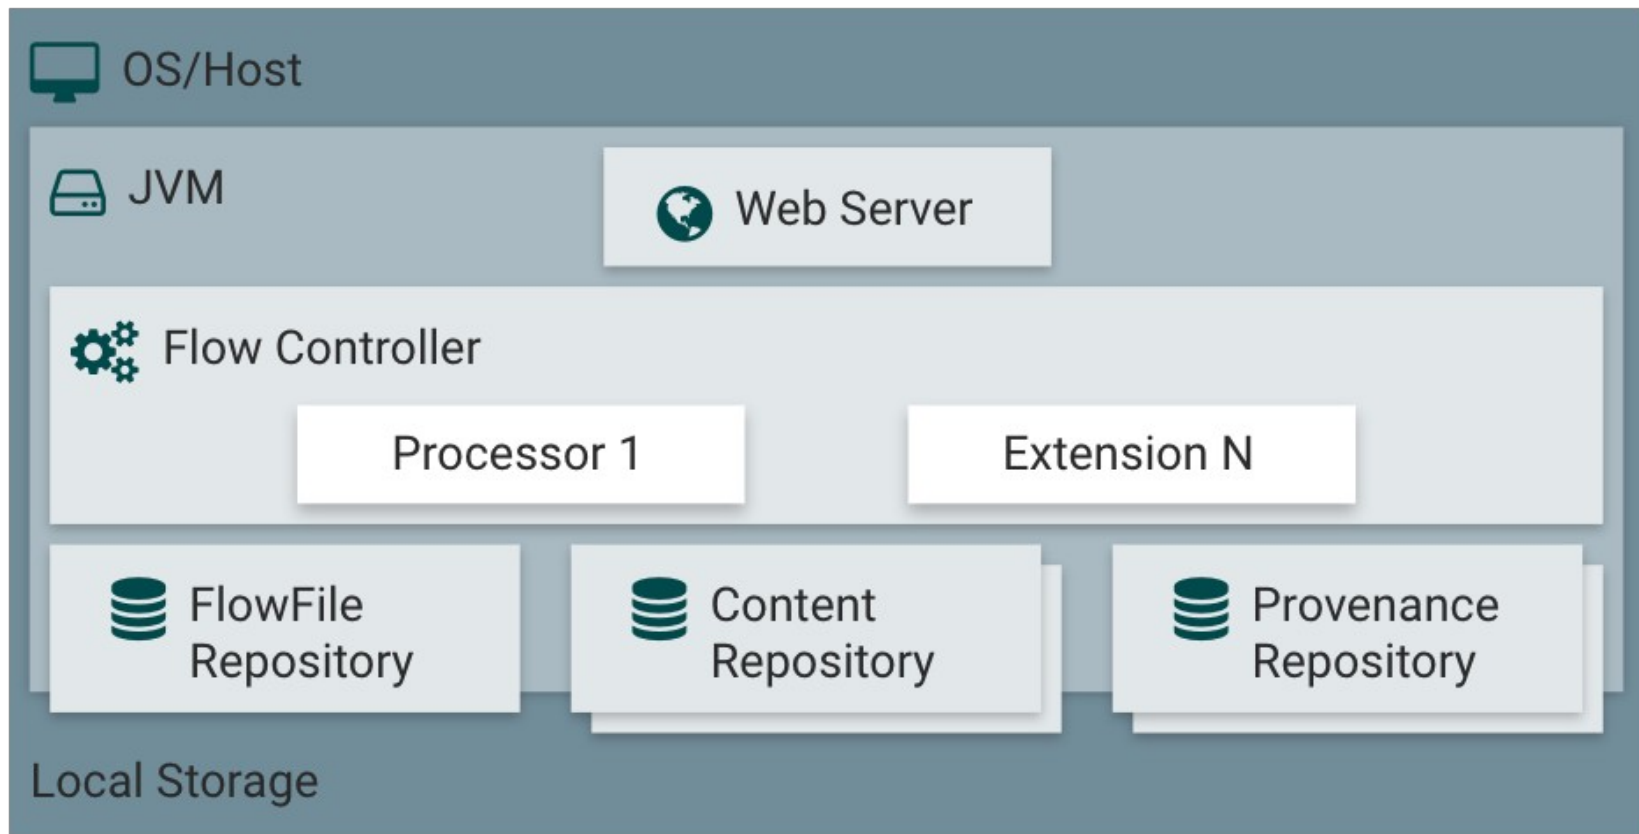 OS/Host
JVM
Web Server
Flow Controller
Processor 1
Extension N
FlowFile
Repository
Content
Repository
Provenance
Repository
Local Storage